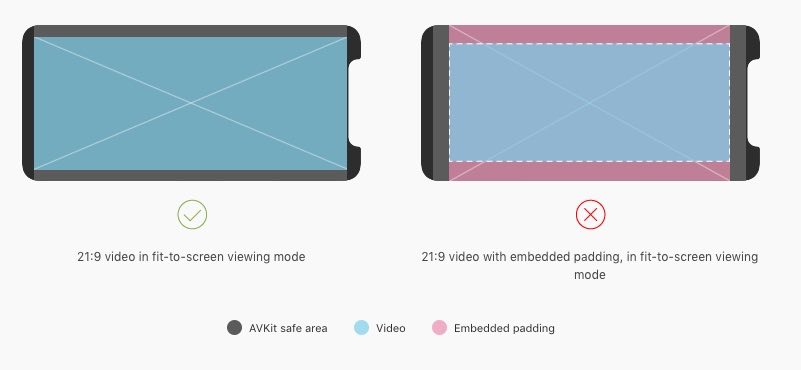 21:9 video in fit-to-screen viewing mode
21:9 video with embedded padding, in fit-to-screen viewing
mode
AVKit safe area
Video
Embedded padding